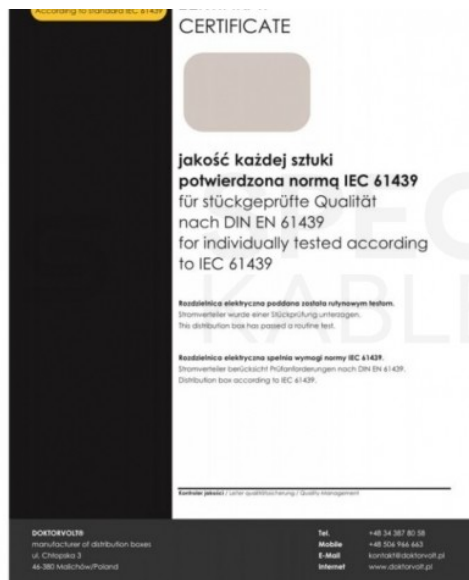 According to standard IEC 61439
CERTIFICATE
jakość każdej sztuki
potwierdzona normą IEC 61439
für stückgeprüfte Qualität
nach DIN EN 61439
for individually tested according
to IEC 61439
Rozdzielnica elektryczna poddana została rutynowym testom.
Stromverteiler wurde einer Stückprüfung unterzogen.
This distribution box has passed a routine test.
Rozdzielnica elektryczna spełnia wymogi normy IEC 61439.
Stromverteiler berücksicht Prüfanforderungen nach DIN EN 61439.
Distribution box according to IEC 61439.
Kontroler jakości / Leiter qualitätssicherung / Quality Management
DOKTORVOLT®
manufacturer of distribution boxes
ul. Chłopska 3
46-380 Malichów/Poland
Tel. +48 34 387 80 58
Mobile +48 506 966 663
E-Mail kontakt@doktorvolt.pl
Internet www.doktorvolt.pl